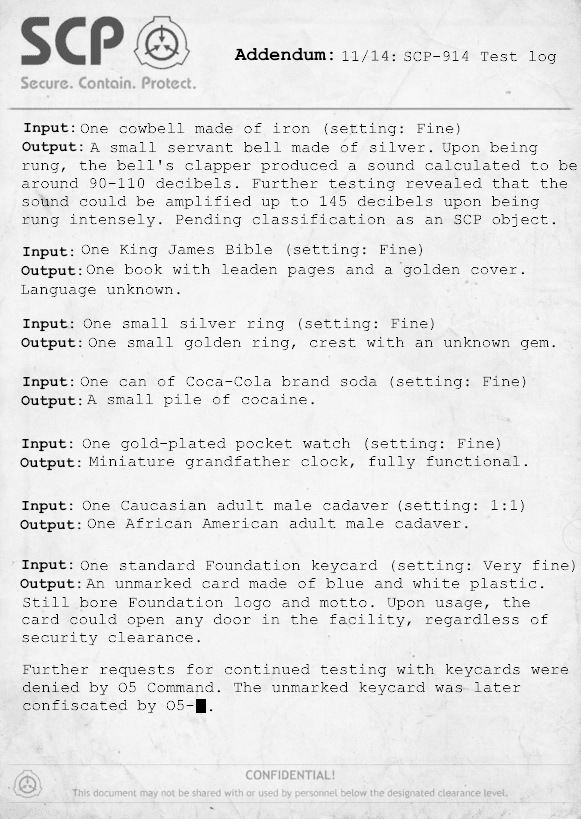 SCP
Secure. Contain. Protect.
Addendum: 11/14: SCP-914 Test log
Input: One cowbell made of iron (setting: Fine)
Output: A small servant bell made of silver. Upon being
rung, the bell's clapper produced a sound calculated to be
around 90-110 decibels. Further testing revealed that the
sound could be amplified up to 145 decibels upon being
rung intensely. Pending classification as an SCP object.
Input: One King James Bible (setting: Fine)
Output: One book with leaden pages and a golden cover.
Language unknown.
Input: One small silver ring (setting: Fine)
Output: One small golden ring, crest with an unknown gem.
Input: One can of Coca-Cola brand soda (setting: Fine)
Output: A small pile of cocaine.
Input: One gold-plated pocket watch (setting: Fine)
Output: Miniature grandfather clock, fully functional.
Input: One Caucasian adult male cadaver (setting: 1:1)
Output: One African American adult male cadaver.
Input: One standard Foundation keycard (setting: Very fine)
Output: An unmarked card made of blue and white plastic.
Still bore Foundation logo and motto. Upon usage, the
card could open any door in the facility, regardless of
security clearance.
Further requests for continued testing with keycards were
denied by O5 Command. The unmarked keycard was later
confiscated by O5-█.
CONFIDENTIAL!
This document may not be shared with or used by personnel below the designated clearance level.